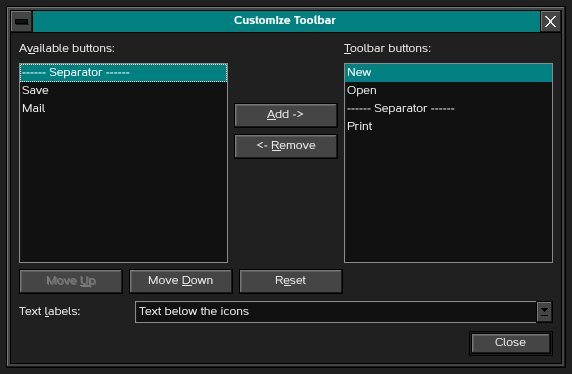 Customize Toolbar
Available buttons:
Toolbar buttons:
------ Separator ------
Save
Mail
Add ->
<- Remove
New
Open
------ Separator ------
Print
Move Up
Move Down
Reset
Text labels:
Text below the icons
Close